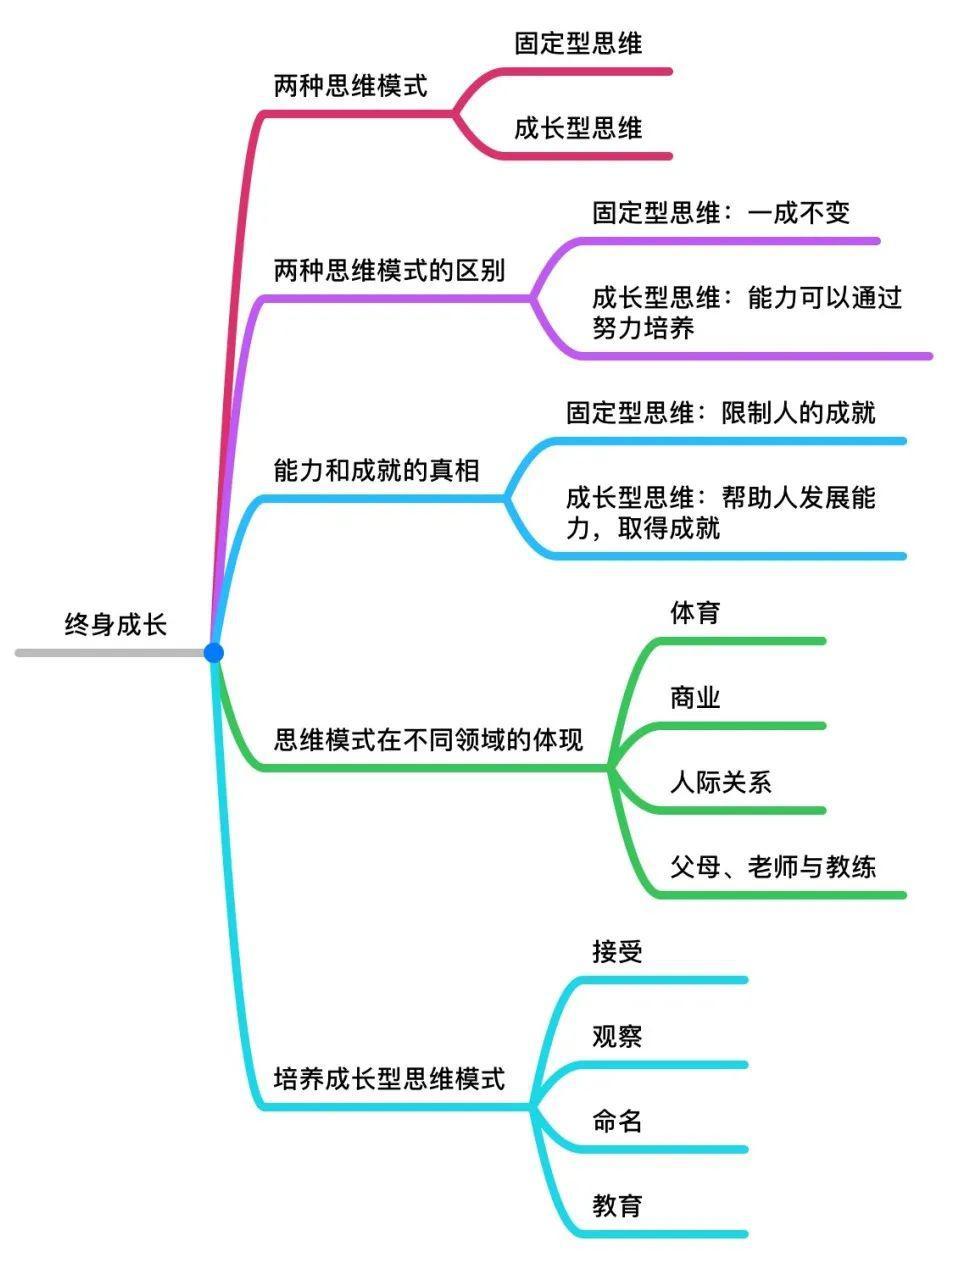 固定型思维
两种思维模式
成长型思维
固定型思维：一成不变
两种思维模式的区别
成长型思维：能力可以通过
努力培养
固定型思维：限制人的成就
能力和成就的真相
成长型思维：帮助人发展能
力，取得成就
体育
终身成长
商业
思维模式在不同领域的体现
人际关系
父母、老师与教练
接受
观察
培养成长型思维模式
命名
教育